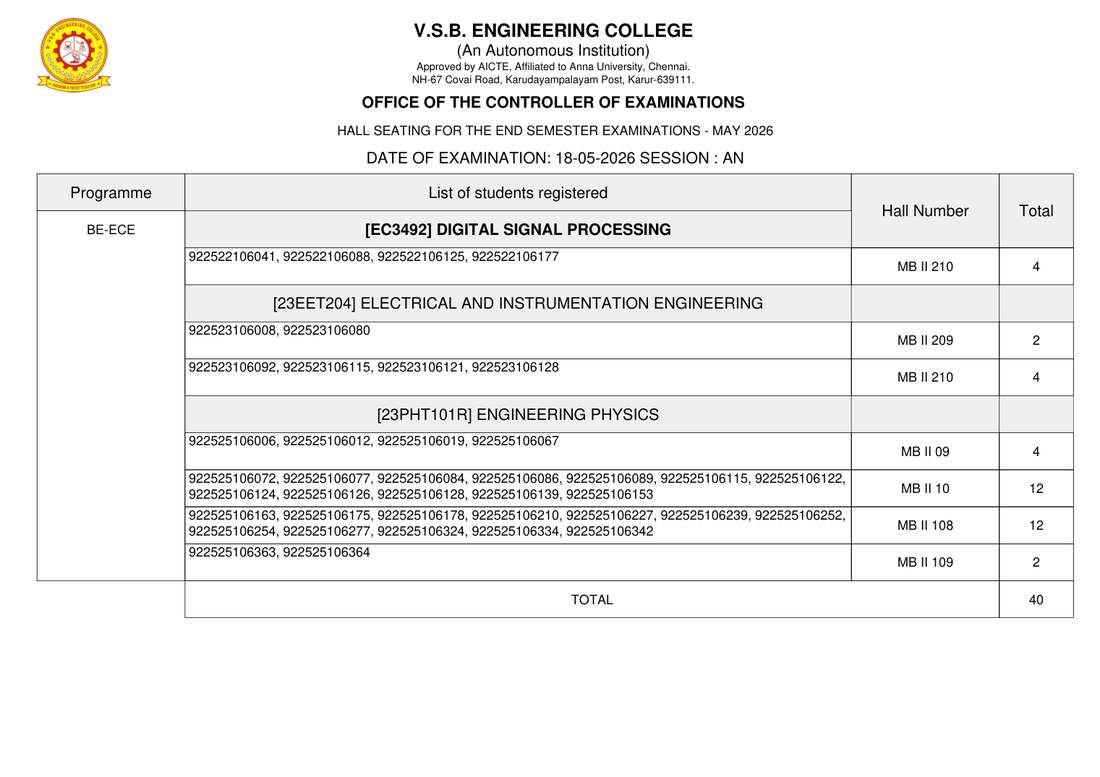 V.S.B. ENGINEERING COLLEGE
(An Autonomous Institution)
Approved by AICTE, Affiliated to Anna University, Chennai.
NH-67 Covai Road, Karudayampalayam Post, Karur-639111.
OFFICE OF THE CONTROLLER OF EXAMINATIONS
HALL SEATING FOR THE END SEMESTER EXAMINATIONS - MAY 2026
DATE OF EXAMINATION: 18-05-2026 SESSION : AN
Programme List of students registered Hall Number Total
BE-ECE [EC3492] DIGITAL SIGNAL PROCESSING
922522106041, 922522106088, 922522106125, 922522106177 MB II 210 4
[23EET204] ELECTRICAL AND INSTRUMENTATION ENGINEERING
922523106008, 922523106080 MB II 209 2
922523106092, 922523106115, 922523106121, 922523106128 MB II 210 4
[23PHT101R] ENGINEERING PHYSICS
922525106006, 922525106012, 922525106019, 922525106067 MB II 09 4
922525106072, 922525106077, 922525106084, 922525106086, 922525106089, 922525106115, 922525106122,
922525106124, 922525106126, 922525106128, 922525106139, 922525106153 MB II 10 12
922525106163, 922525106175, 922525106178, 922525106210, 922525106227, 922525106239, 922525106252,
922525106254, 922525106277, 922525106324, 922525106334, 922525106342 MB II 108 12
922525106363, 922525106364 MB II 109 2
TOTAL 40